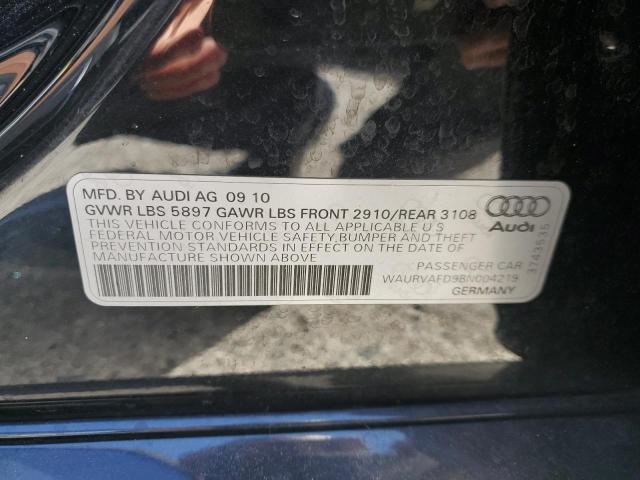 MFD. BY AUDI AG 09 10
GVWR LBS 5897 GAWR LBS FRONT 2910/REAR 3108
THIS VEHICLE CONFORMS TO ALL APPLICABLE U S
FEDERAL MOTOR VEHICLE SAFETY,BUMPER AND THEFT
PREVENTION STANDARDS IN EFFECT ON THE DATE OF
MANUFACTURE SHOWN ABOVE
PASSENGER CAR
WAURVAFD9BN004219
GERMANY
Audi
3743535